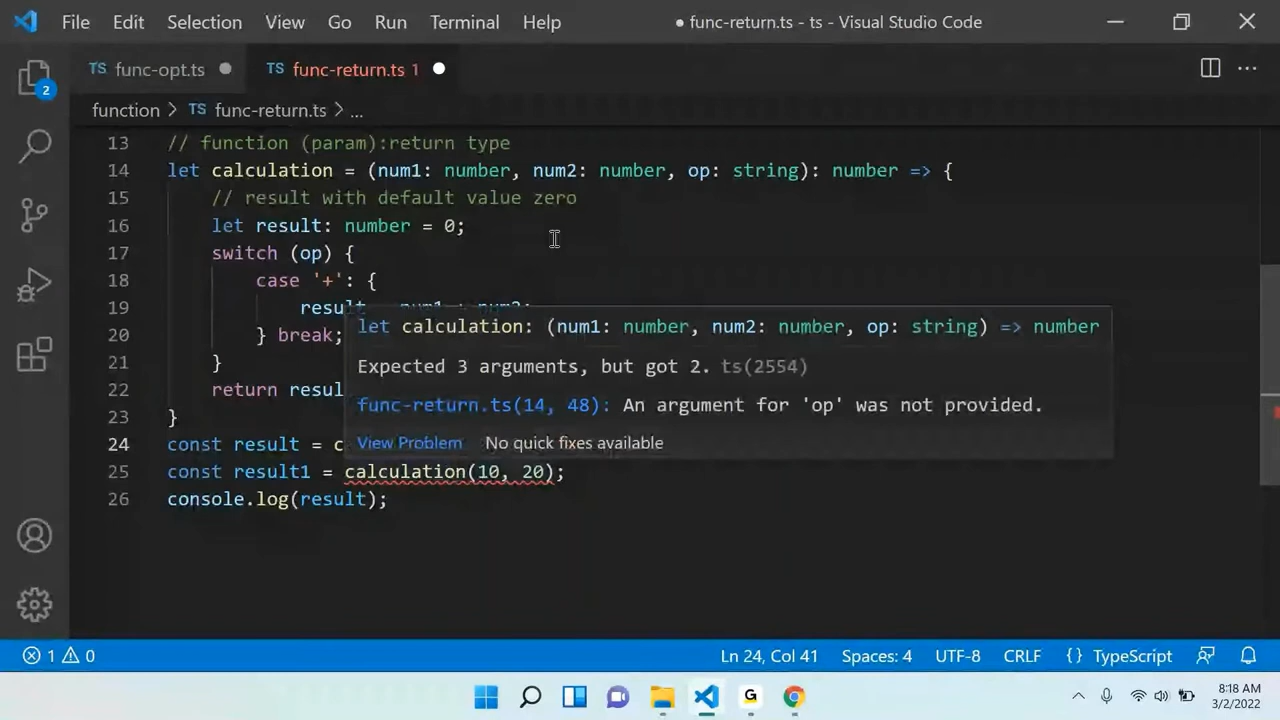 File Edit Selection View Go Run Terminal Help ● func-return.ts - ts - Visual Studio Code
TS func-opt.ts TS func-return.ts 1
function > TS func-return.ts > ...
2
13 // function (param):return type
14 let calculation = (num1: number, num2: number, op: string): number => {
15 // result with default value zero
16 let result: number = 0;
17 switch (op) {
18 case '+': {
19 result
20 } break;
21 }
22 return resul
23 }
let calculation: (num1: number, num2: number, op: string) => number
Expected 3 arguments, but got 2. ts(2554)
func-return.ts(14, 48): An argument for 'op' was not provided.
View Problem No quick fixes available
24 const result = c
25 const result1 = calculation(10, 20);
26 console.log(result);
1 0 Ln 24, Col 41 Spaces: 4 UTF-8 CRLF {} TypeScript
G
8:18 AM
3/2/2022